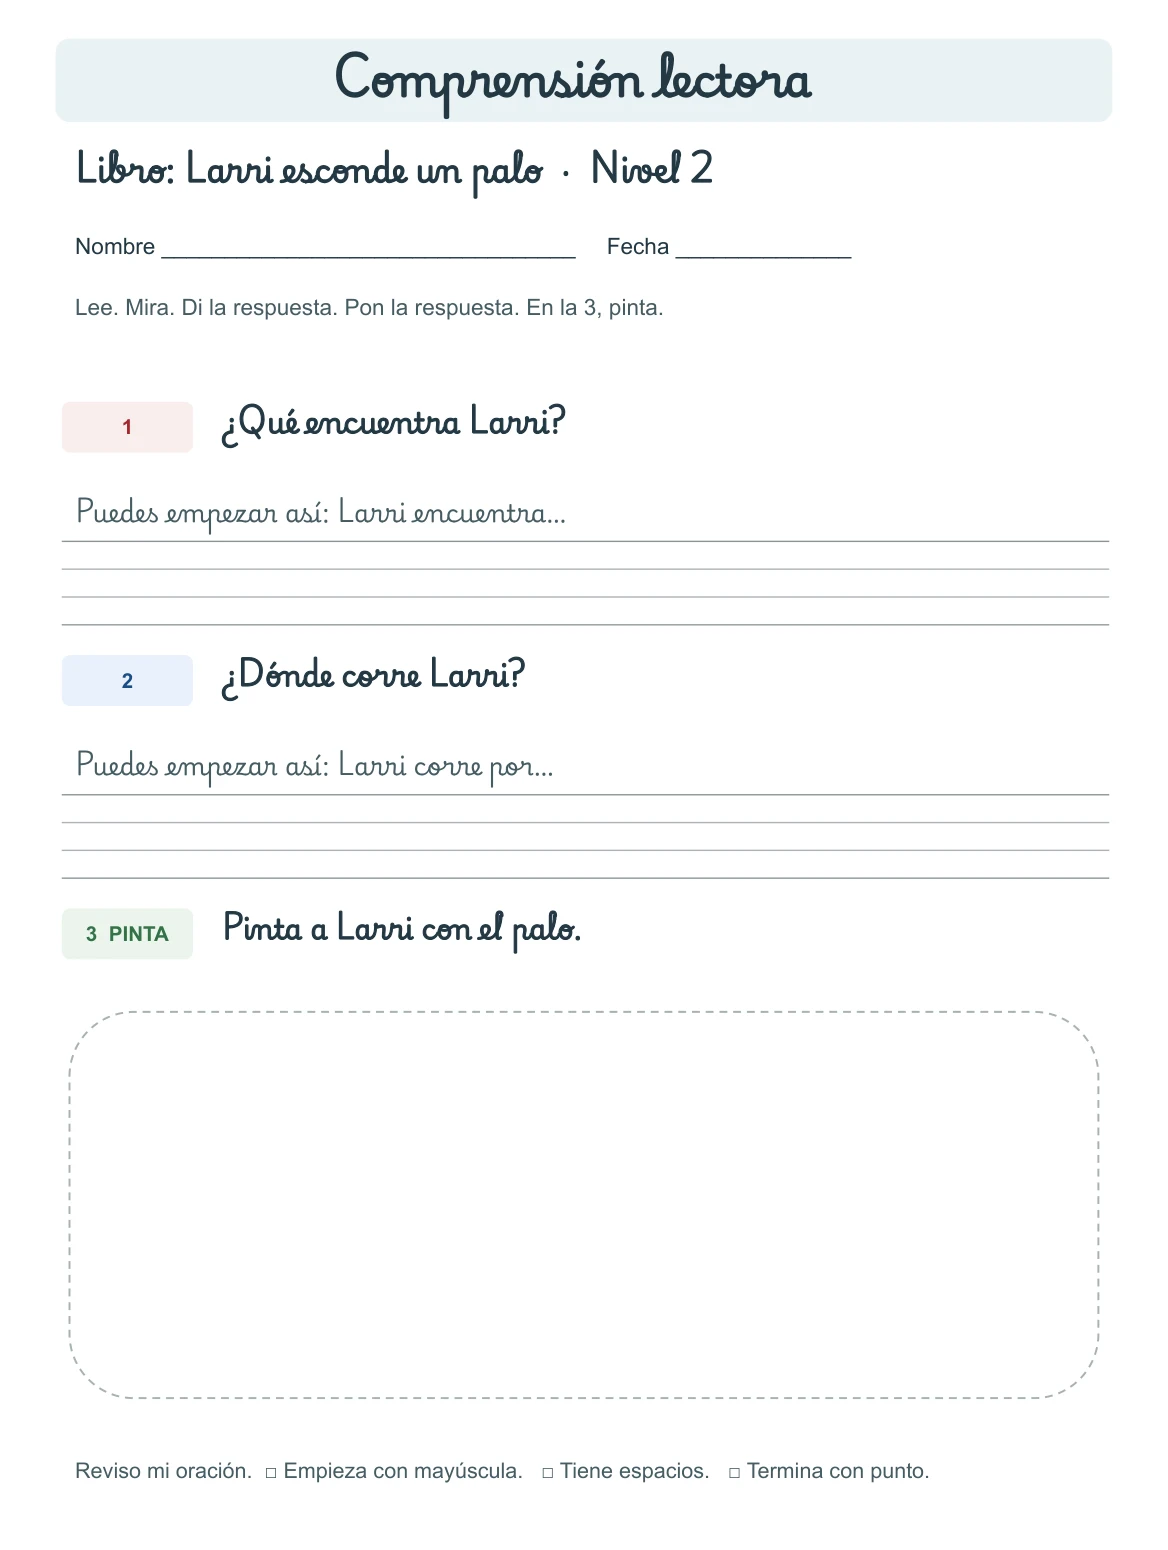 Comprensión lectora
Libro: Larri esconde un palo · Nivel 2
Nombre _________________________________ Fecha ______________
Lee. Mira. Di la respuesta. Pon la respuesta. En la 3, pinta.
1 ¿Qué encuentra Larri?
Puedes empezar así: Larri encuentra...
2 ¿Dónde corre Larri?
Puedes empezar así: Larri corre por...
3 PINTA Pinta a Larri con el palo.
Reviso mi oración. □ Empieza con mayúscula. □ Tiene espacios. □ Termina con punto.